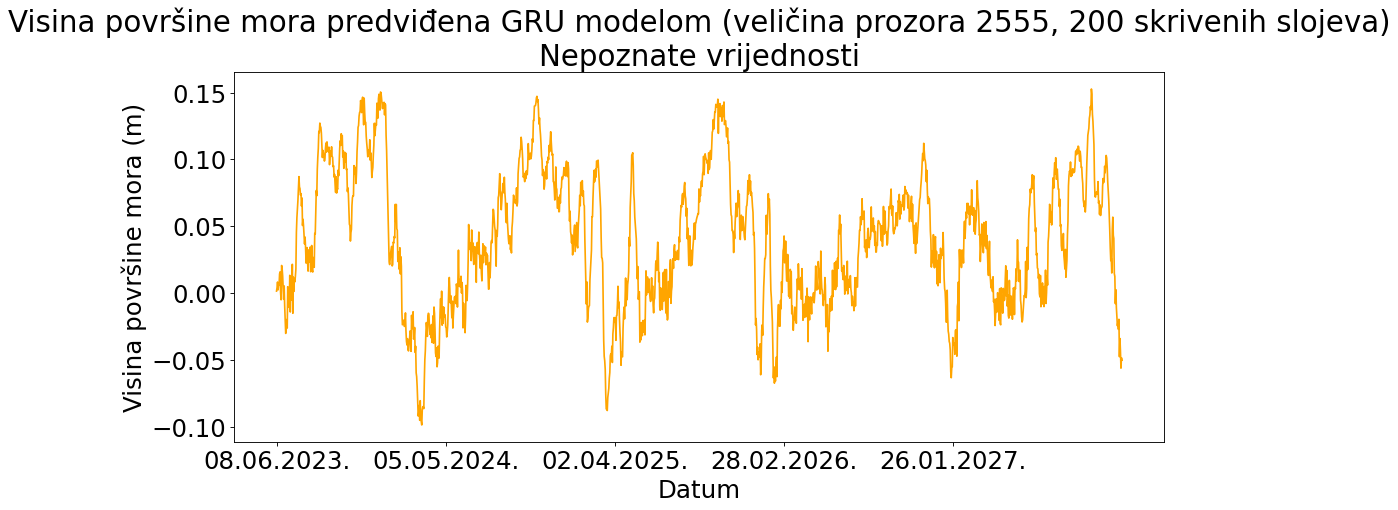 Visina površine mora predviđena GRU modelom (veličina prozora 2555, 200 skrivenih slojeva)
Nepoznate vrijednosti
Visina površine mora (m)
0.15
0.10
0.05
0.00
−0.05
−0.10
08.06.2023. 05.05.2024. 02.04.2025. 28.02.2026. 26.01.2027.
Datum